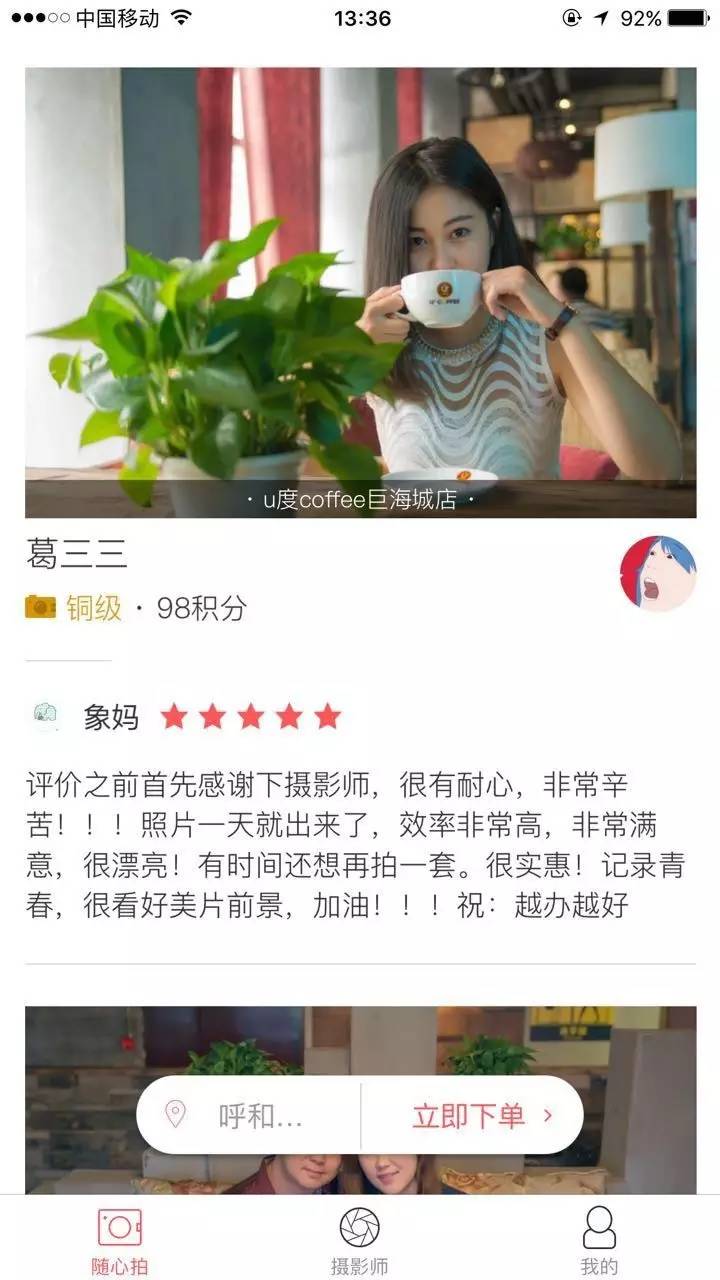 中国移动
13:36
92%
· u度coffee巨海城店 ·
葛三三
铜级 · 98积分
象妈
评价之前首先感谢下摄影师，很有耐心，非常辛
苦！！！照片一天就出来了，效率非常高，非常满
意，很漂亮！有时间还想再拍一套。很实惠！记录青
春，很看好美片前景，加油！！！祝：越办越好
呼和...
立即下单
随心拍
摄影师
我的